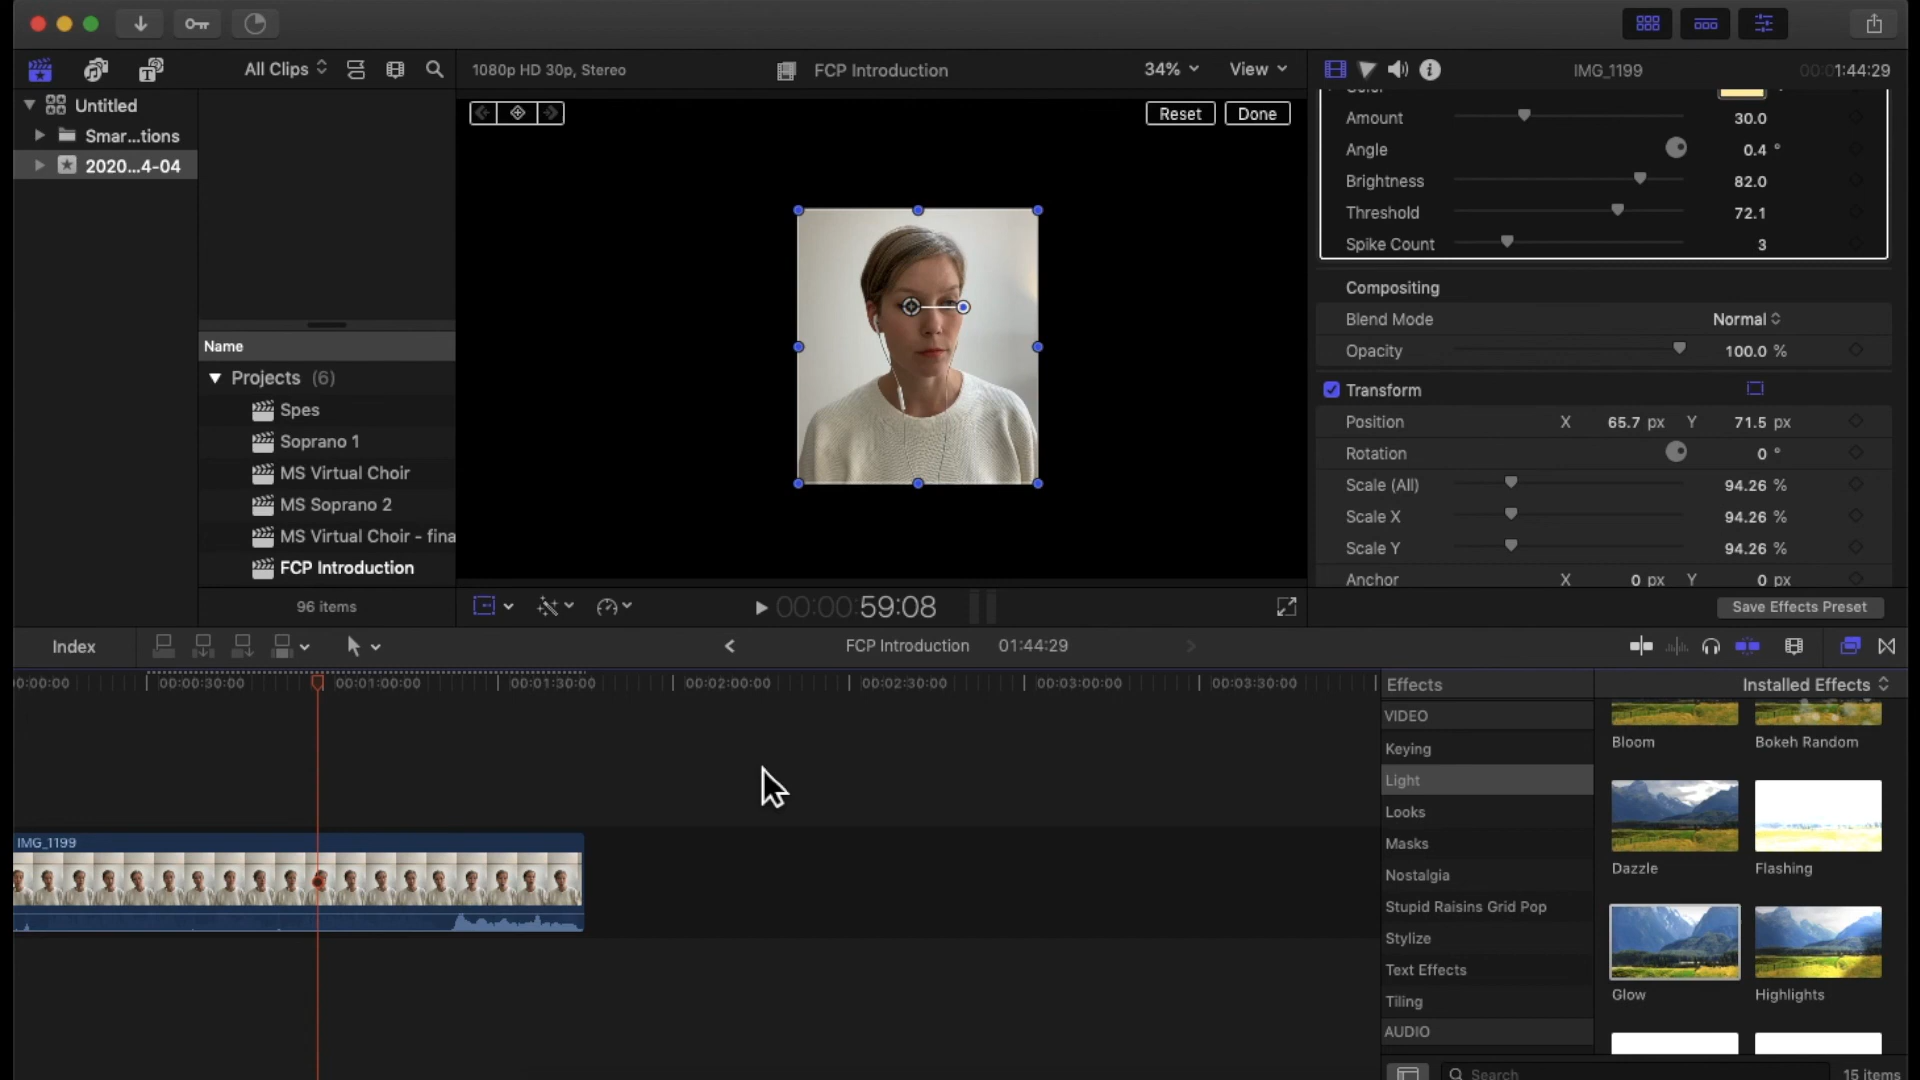 All Clips
1080p HD 30p, Stereo
FCP Introduction
34%
View
IMG_1199
00:01:44:29
Untitled
Smar...tions
2020...4-04
Reset
Done
Color
Amount 30.0
Angle 0.4 °
Brightness 82.0
Threshold 72.1
Spike Count 3
Compositing
Blend Mode Normal
Opacity 100.0 %
Transform
Position X 65.7 px Y 71.5 px
Rotation 0 °
Scale (All) 94.26 %
Scale X 94.26 %
Scale Y 94.26 %
Anchor X 0 px Y 0 px
Save Effects Preset
Name
Projects (6)
Spes
Soprano 1
MS Virtual Choir
MS Soprano 2
MS Virtual Choir - fina
FCP Introduction
96 items
00:00:59:08
Index
FCP Introduction 01:44:29
0:00:00 00:00:30:00 00:01:00:00 00:01:30:00 00:02:00:00 00:02:30:00 00:03:00:00 00:03:30:00
IMG_1199
Effects
Installed Effects
VIDEO
Keying
Light
Looks
Masks
Nostalgia
Stupid Raisins Grid Pop
Stylize
Text Effects
Tiling
AUDIO
Bloom
Bokeh Random
Dazzle
Flashing
Glow
Highlights
Search
15 items